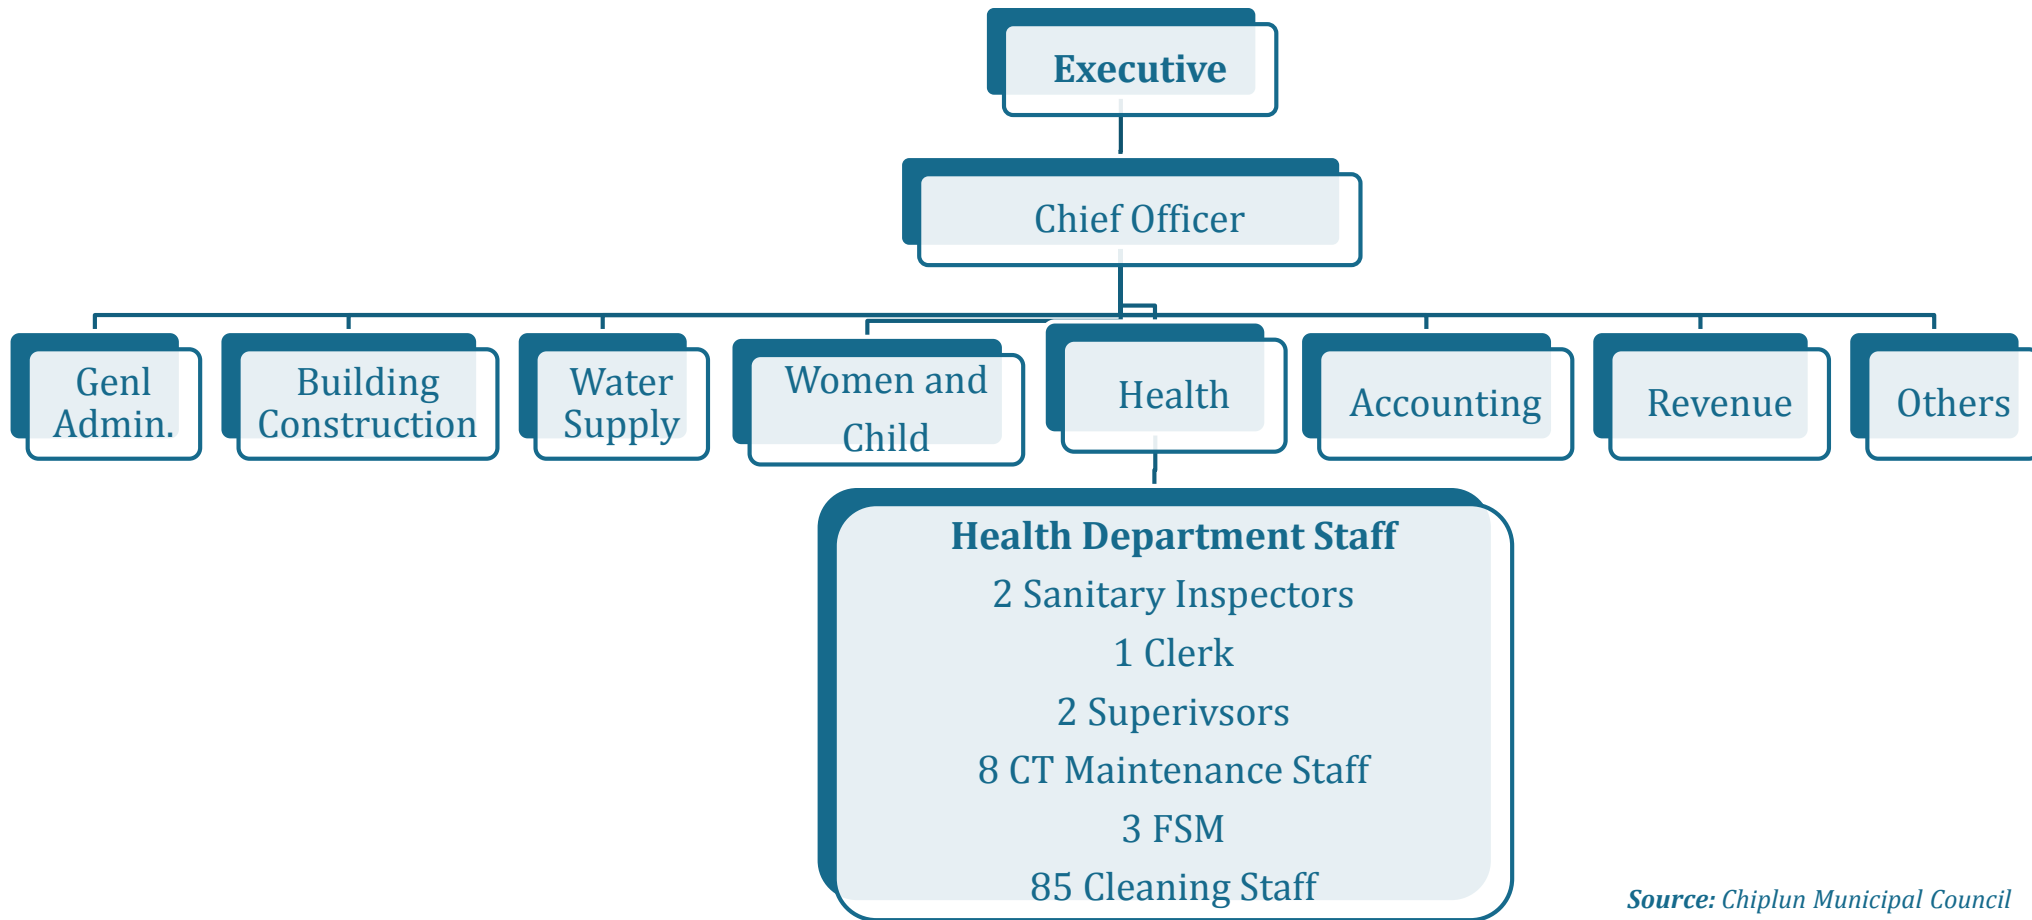 Executive
Chief Officer
Genl
Admin.
Building
Construction
Water
Supply
Women and
Child
Health
Accounting
Revenue
Others
Health Department Staff
2 Sanitary Inspectors
1 Clerk
2 Superivsors
8 CT Maintenance Staff
3 FSM
85 Cleaning Staff
Source: Chiplun Municipal Council